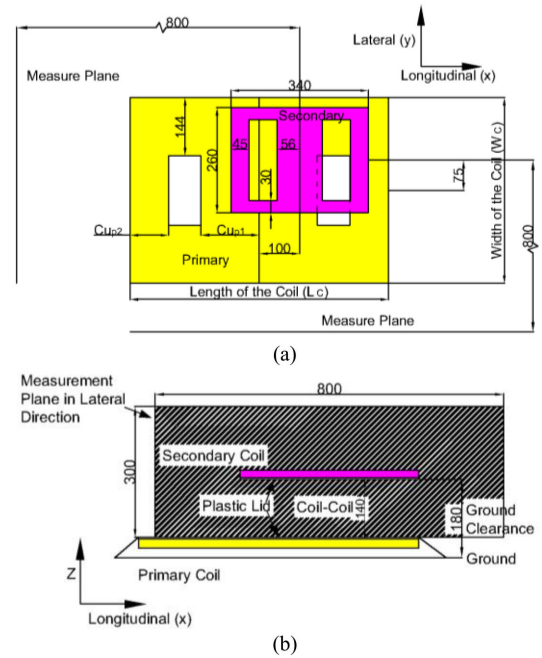 800
Lateral (y)
Longitudinal (x)
Measure Plane
340
Secondary
144
45
56
260
30
75
Width of the Coil (Wc)
800
Cup2
Cup1
100
Primary
Length of the Coil (Lc)
Measure Plane
(a)
Measurement
Plane in Lateral
Direction
800
300
Secondary Coil
Plastic Lid
Coil-Coil
140
180
Ground
Clearance
Ground
Primary Coil
Z
Longitudinal (x)
(b)